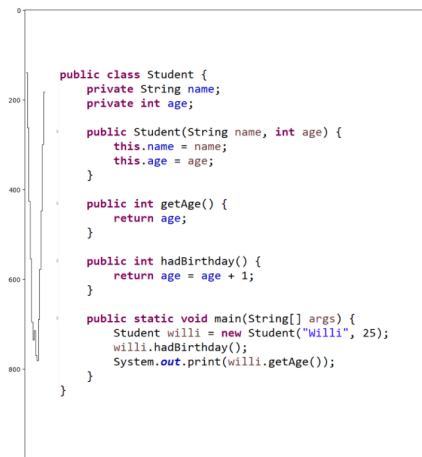 0
public class Student {
private String name;
200
private int age;
public Student(String name, int age) {
this.name = name;
this.age = age;
400
}
public int getAge() {
return age;
}
public int hadBirthday() {
600
return age = age + 1;
}
public static void main(String[] args) {
Student willi = new Student("Willi", 25);
willi.hadBirthday();
800
System.out.print(willi.getAge());
}
}